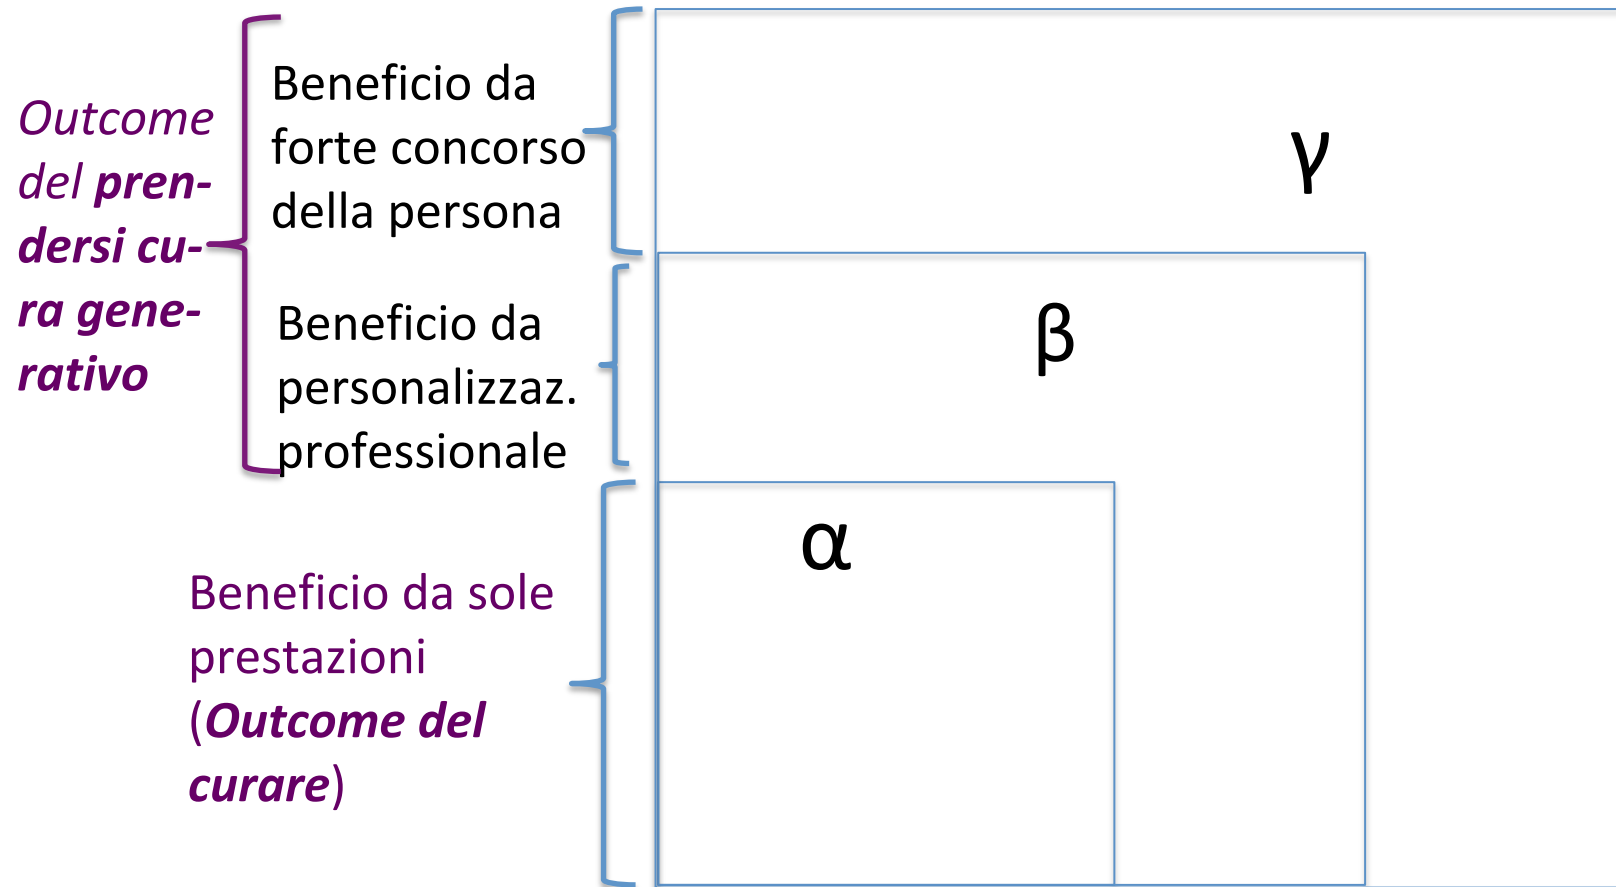 Outcome
del pren-
dersi cu-
ra gene-
rativo
Beneficio da
forte concorso
della persona
Beneficio da
personalizzaz.
professionale
Beneficio da sole
prestazioni
(Outcome del
curare)
γ
β
α